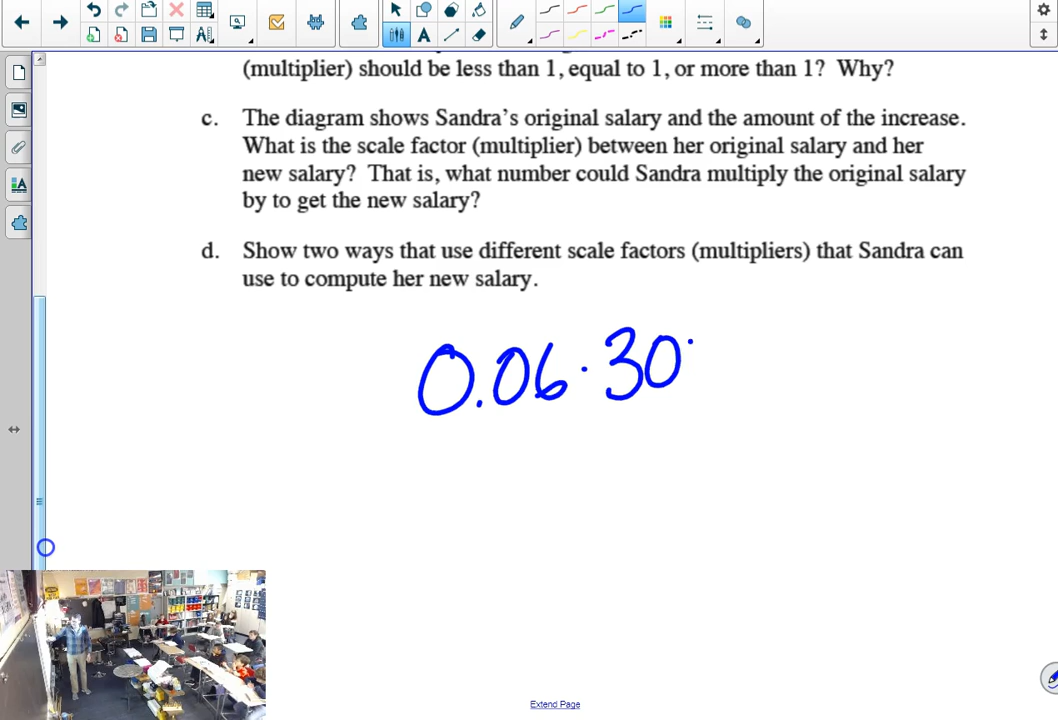 (multiplier) should be less than 1, equal to 1, or more than 1? Why?
c. The diagram shows Sandra's original salary and the amount of the increase.
What is the scale factor (multiplier) between her original salary and her
new salary? That is, what number could Sandra multiply the original salary
by to get the new salary?
d. Show two ways that use different scale factors (multipliers) that Sandra can
use to compute her new salary.
0.06·30
Extend Page